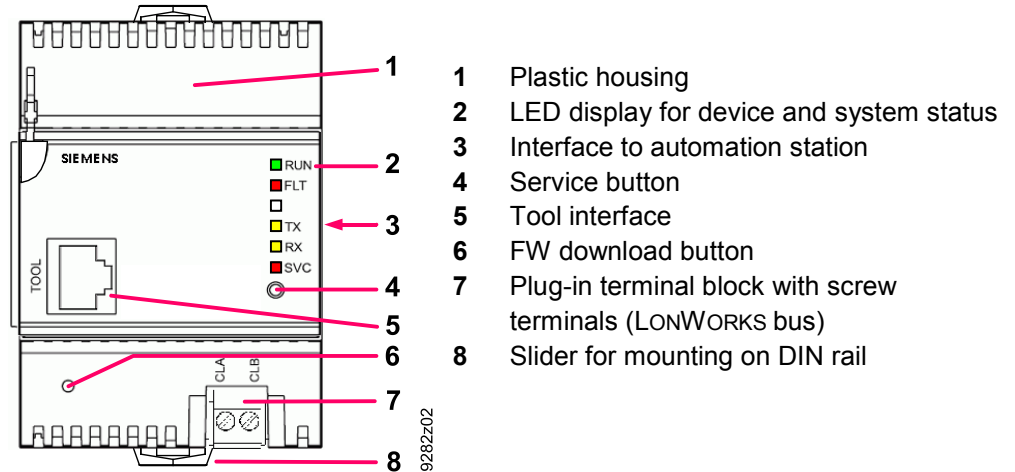 SIEMENS
RUN
FLT
TX
RX
SVC
TOOL
CLA
CLB
1
2
3
4
5
6
7
8
9282z02
1 Plastic housing
2 LED display for device and system status
3 Interface to automation station
4 Service button
5 Tool interface
6 FW download button
7 Plug-in terminal block with screw
terminals (LONWORKS bus)
8 Slider for mounting on DIN rail